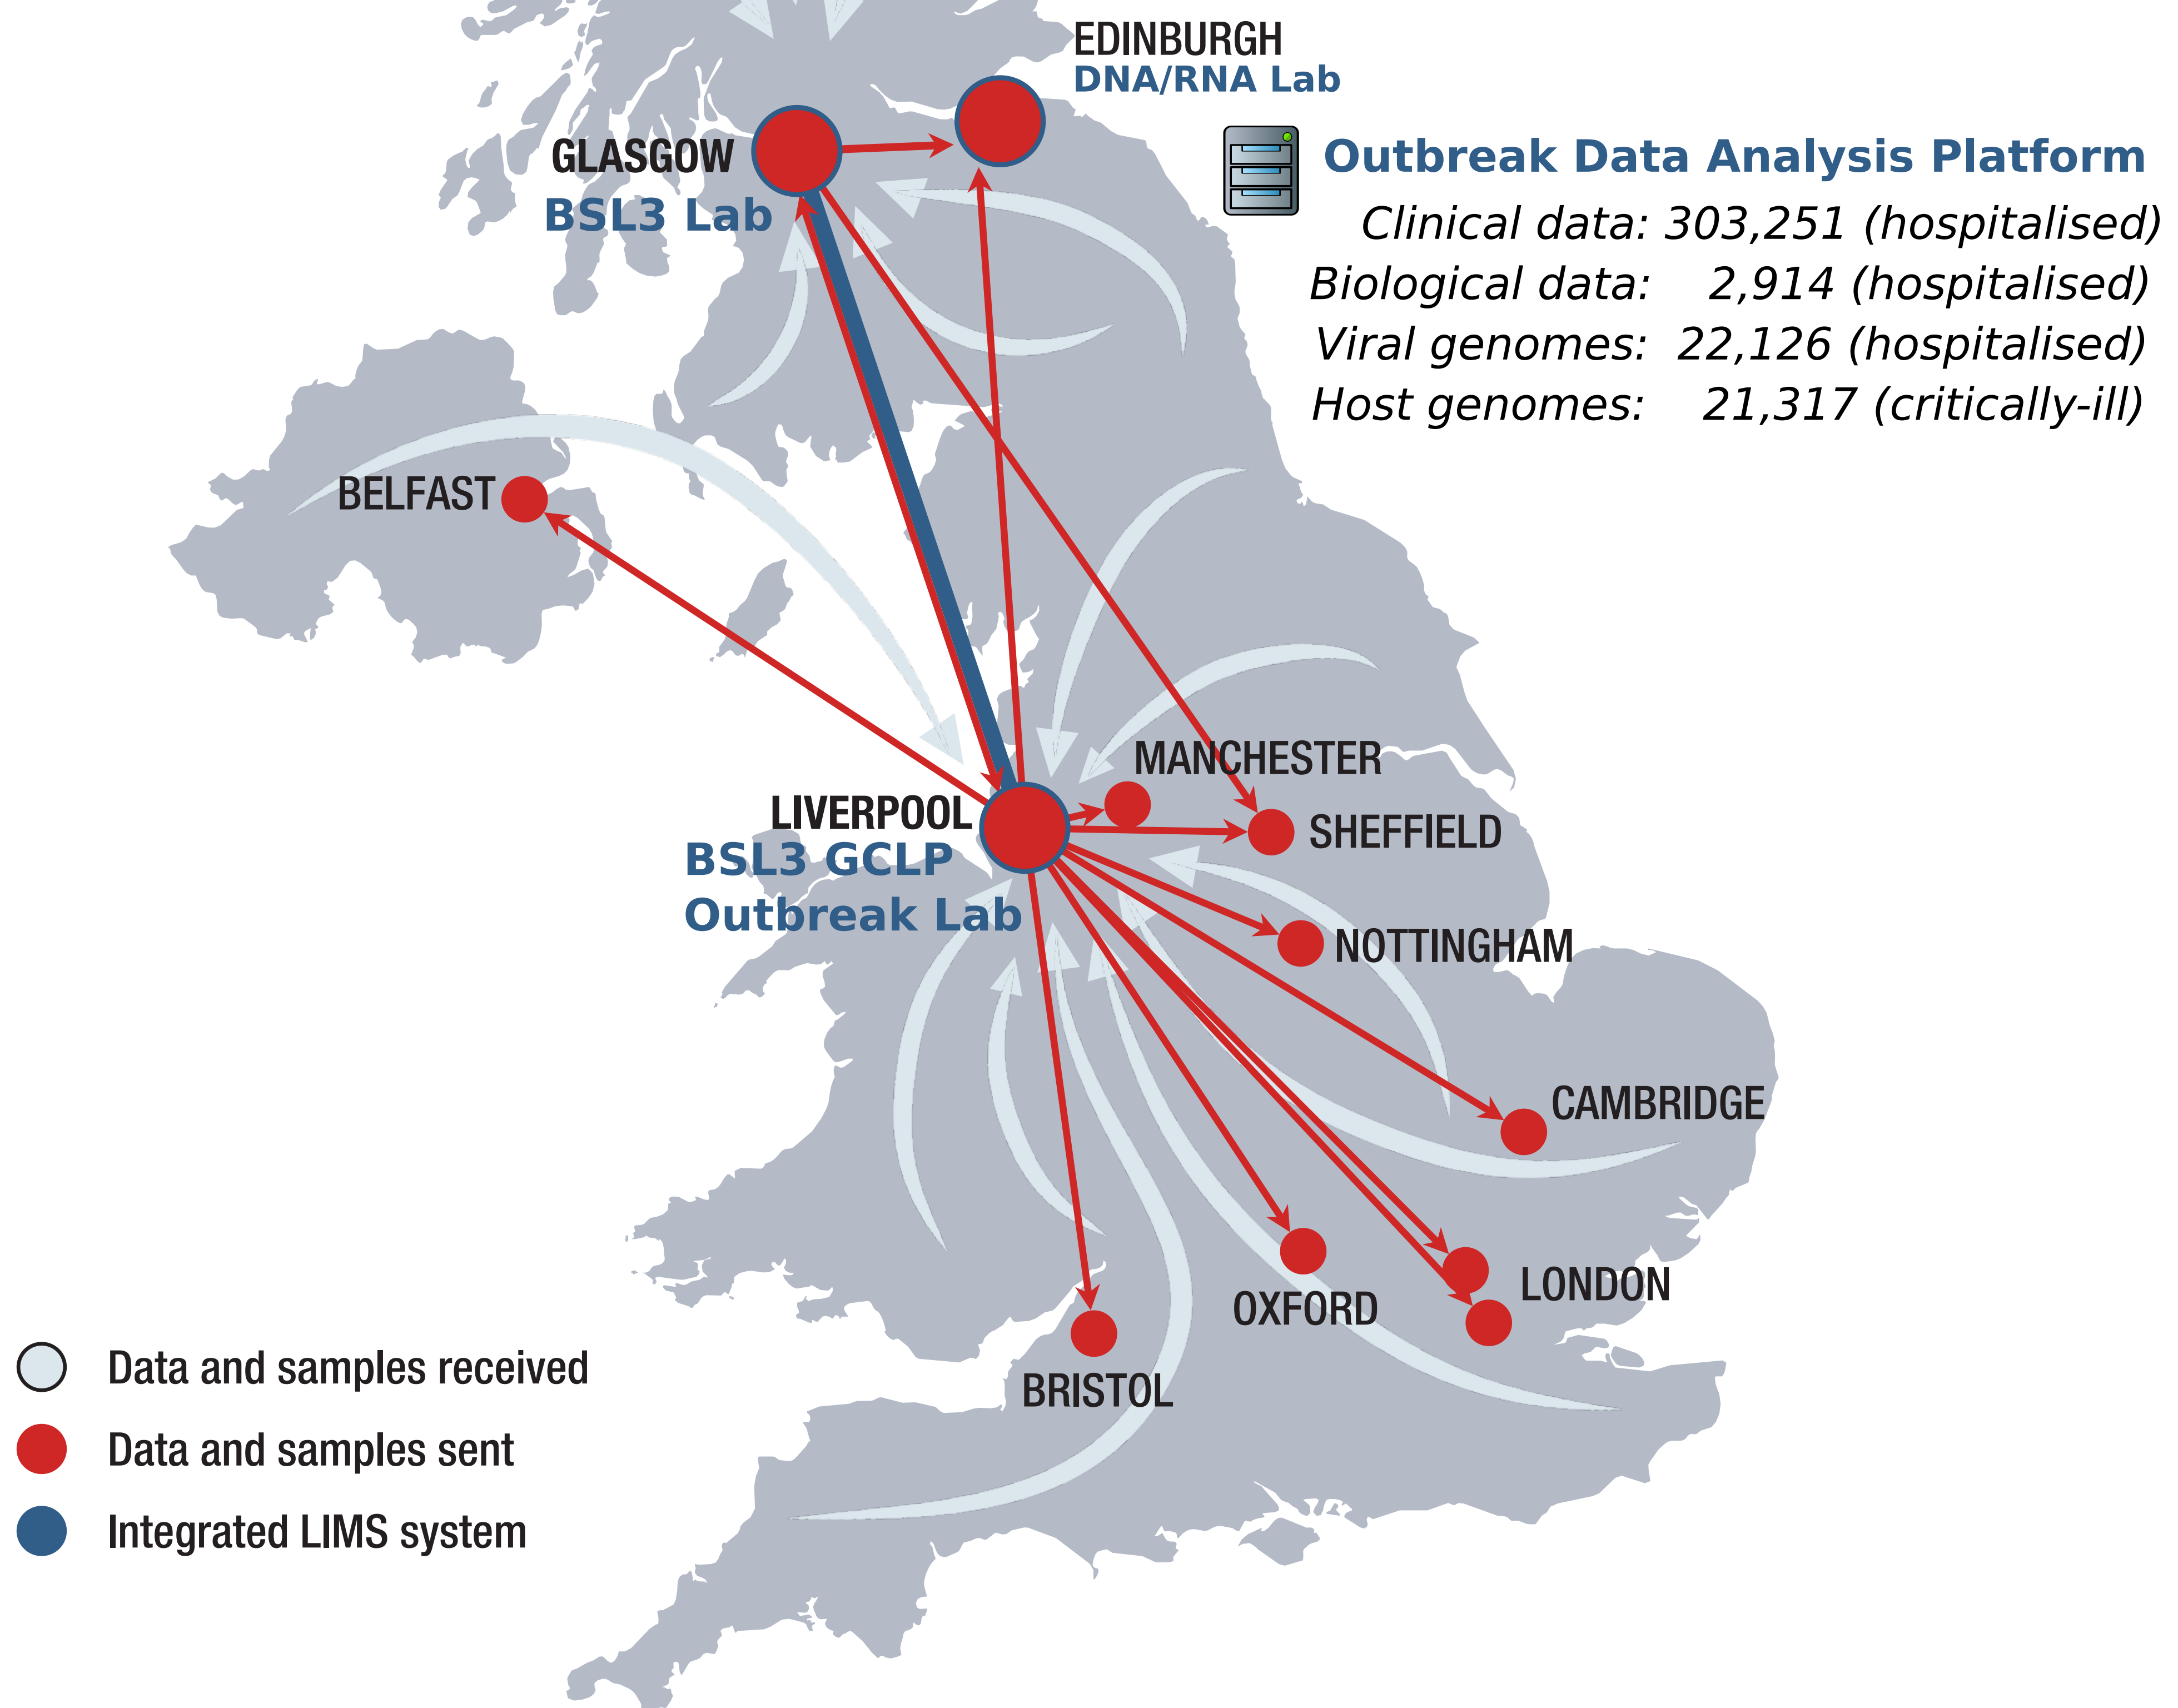 EDINBURGH
DNA/RNA Lab
GLASGOW
BSL3 Lab
Outbreak Data Analysis Platform
Clinical data: 303,251 (hospitalised)
Biological data: 2,914 (hospitalised)
Viral genomes: 22,126 (hospitalised)
Host genomes: 21,317 (critically-ill)
BELFAST
MANCHESTER
LIVERPOOL
BSL3 GCLP
Outbreak Lab
SHEFFIELD
NOTTINGHAM
CAMBRIDGE
LONDON
OXFORD
BRISTOL
Data and samples received
Data and samples sent
Integrated LIMS system